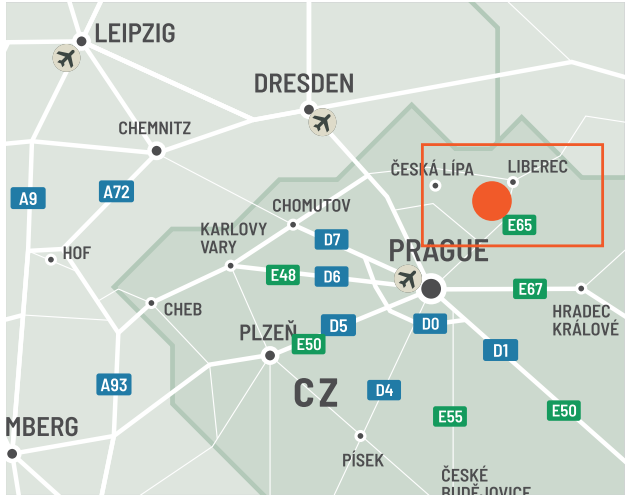 LEIPZIG
DRESDEN
CHEMNITZ
ČESKÁ LÍPA
LIBEREC
A9
A72
CHOMUTOV
E65
KARLOVY
VARY
D7
PRAGUE
HOF
E48
D6
E67
CHEB
HRADEC
KRÁLOVÉ
PLZEŇ
D5
D0
E50
D1
A93
CZ
D4
E55
E50
MBERG
PÍSEK
ČESKÉ
BUDĚJOVICE